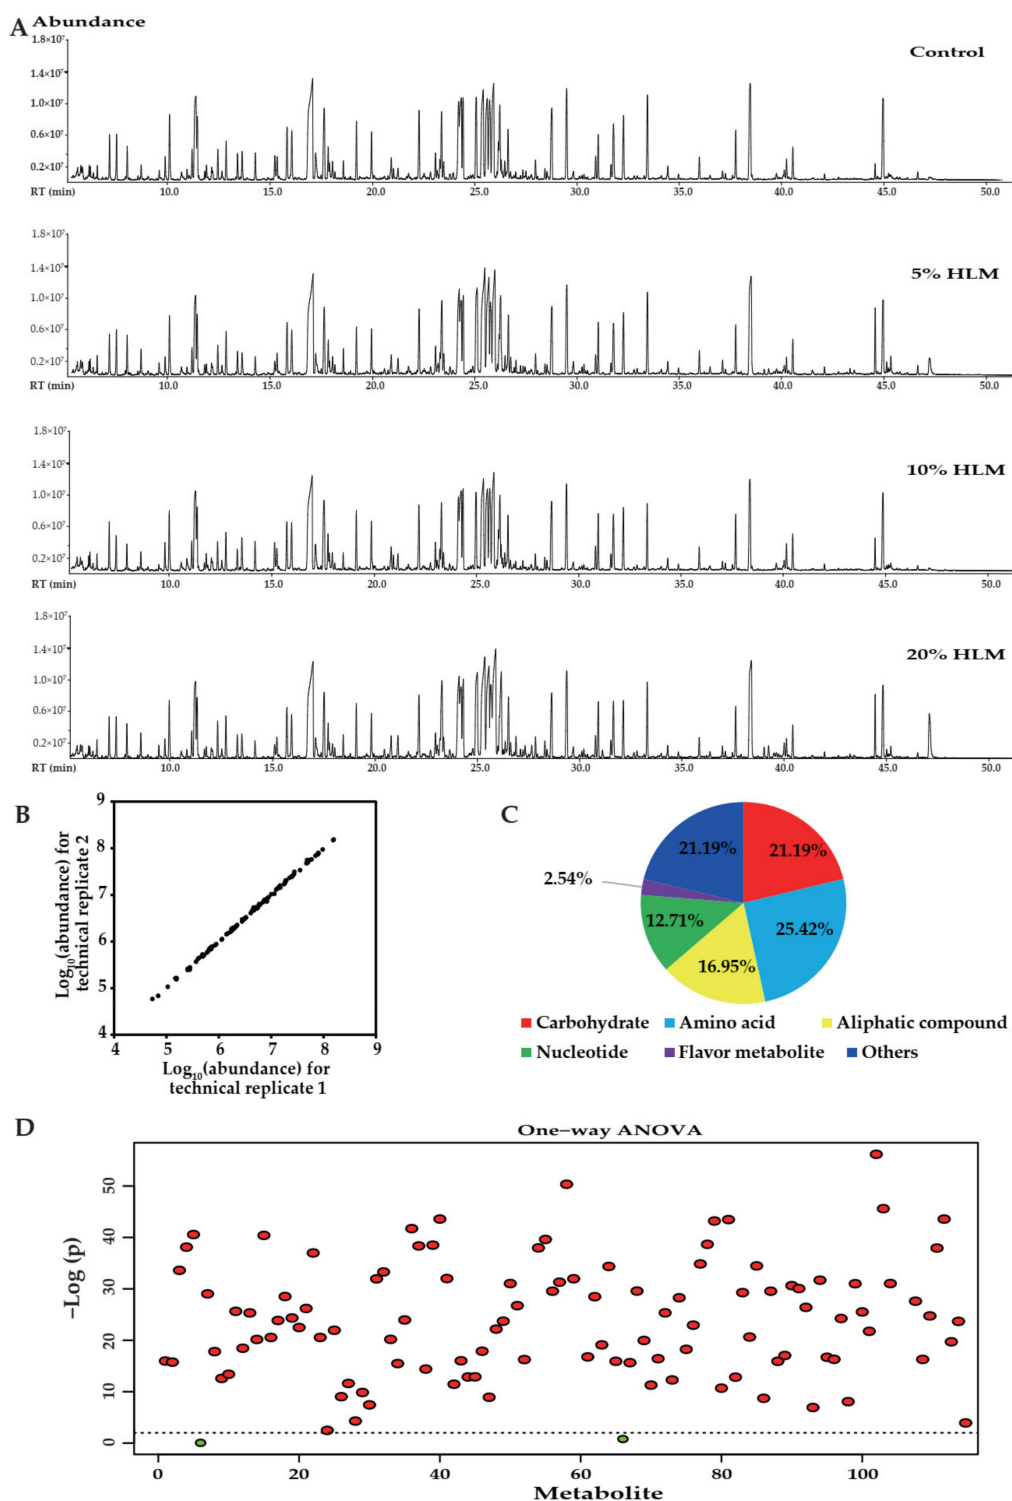 A
Abundance
Control
1.8×10⁷
1.4×10⁷
1.0×10⁷
0.6×10⁷
0.2×10⁷
RT (min)
10.0 15.0 20.0 25.0 30.0 35.0 40.0 45.0 50.0
5% HLM
1.8×10⁷
1.4×10⁷
1.0×10⁷
0.6×10⁷
0.2×10⁷
RT (min)
10.0 15.0 20.0 25.0 30.0 35.0 40.0 45.0 50.0
10% HLM
1.8×10⁷
1.4×10⁷
1.0×10⁷
0.6×10⁷
0.2×10⁷
RT (min)
10.0 15.0 20.0 25.0 30.0 35.0 40.0 45.0 50.0
20% HLM
1.8×10⁷
1.4×10⁷
1.0×10⁷
0.6×10⁷
0.2×10⁷
RT (min)
10.0 15.0 20.0 25.0 30.0 35.0 40.0 45.0 50.0
B
Log₁₀(abundance) for
technical replicate 2
9
8
7
6
5
4
4 5 6 7 8 9
Log₁₀(abundance) for
technical replicate 1
C
21.19% 21.19%
2.54%
12.71% 25.42%
16.95%
Carbohydrate Amino acid Aliphatic compound
Nucleotide Flavor metabolite Others
D
One-way ANOVA
-Log (p)
50
40
30
20
10
0
0 20 40 60 80 100
Metabolite